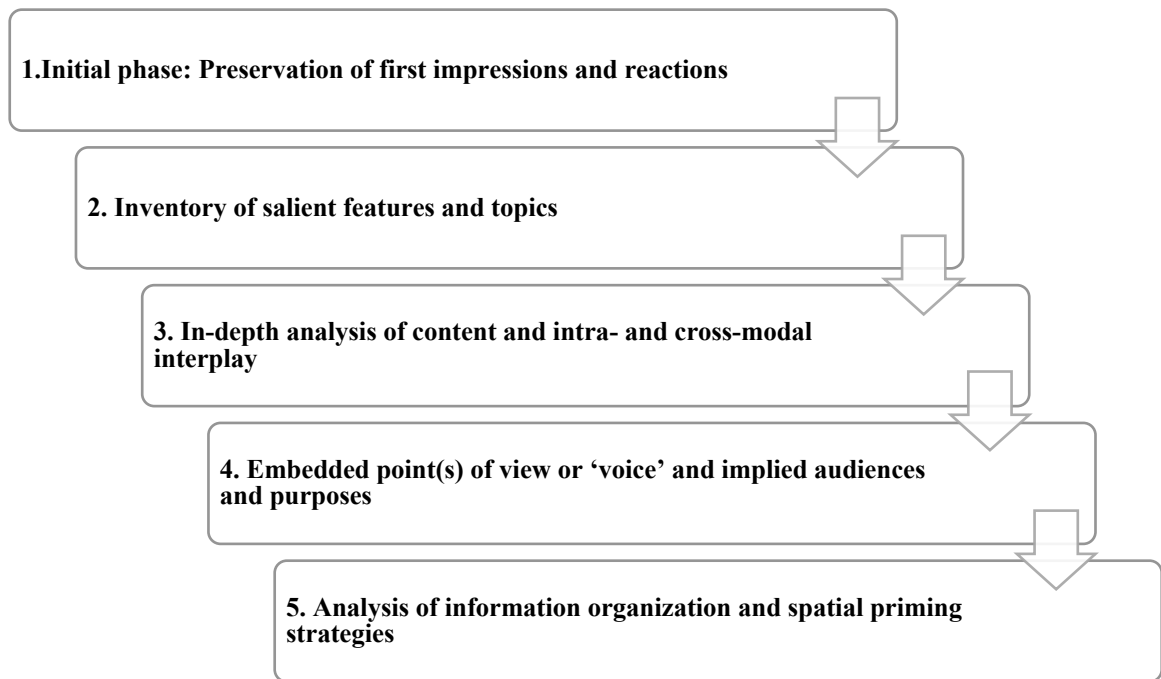 1.Initial phase: Preservation of first impressions and reactions
2. Inventory of salient features and topics
3. In-depth analysis of content and intra- and cross-modal
interplay
4. Embedded point(s) of view or ‘voice’ and implied audiences
and purposes
5. Analysis of information organization and spatial priming
strategies